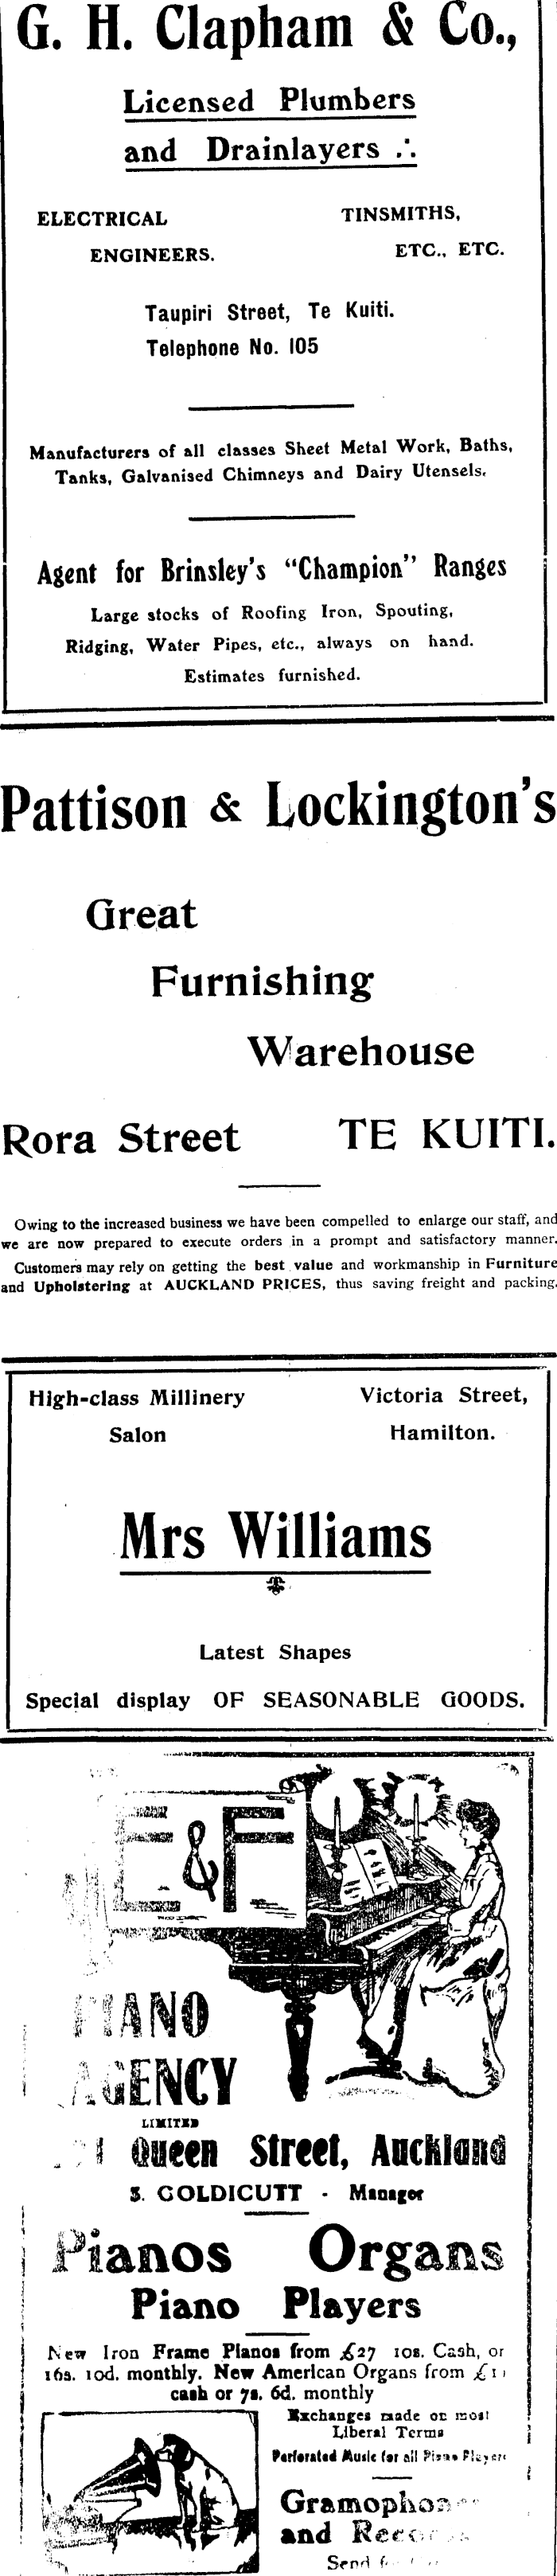 G. H. Clapham & Co.,
Licensed Plumbers
and Drainlayers ∴
ELECTRICAL
ENGINEERS.
TINSMITHS,
ETC., ETC.
Taupiri Street, Te Kuiti.
Telephone No. 105
Manufacturers of all classes Sheet Metal Work, Baths,
Tanks, Galvanised Chimneys and Dairy Utensels.
Agent for Brinsley's "Champion" Ranges
Large stocks of Roofing Iron, Spouting,
Ridging, Water Pipes, etc., always on hand.
Estimates furnished.
Pattison & Lockington's
Great
Furnishing
Warehouse
Rora Street TE KUITI.
Owing to the increased business we have been compelled to enlarge our staff, and
we are now prepared to execute orders in a prompt and satisfactory manner.
Customers may rely on getting the best value and workmanship in Furniture
and Upholstering at AUCKLAND PRICES, thus saving freight and packing.
High-class Millinery
Salon
Victoria Street,
Hamilton.
Mrs Williams
Latest Shapes
Special display OF SEASONABLE GOODS.
E & F
PIANO
AGENCY
LIMITED
Queen Street, Auckland
S. GOLDICUTT - Manager
Pianos Organs
Piano Players
New Iron Frame Pianos from £27 10s. Cash, or
16s. 10d. monthly. New American Organs from
cash or 7s. 6d. monthly
Exchanges made on most
Liberal Terms
Perforated Music for all Piano Players
Gramophones
and Records
Send